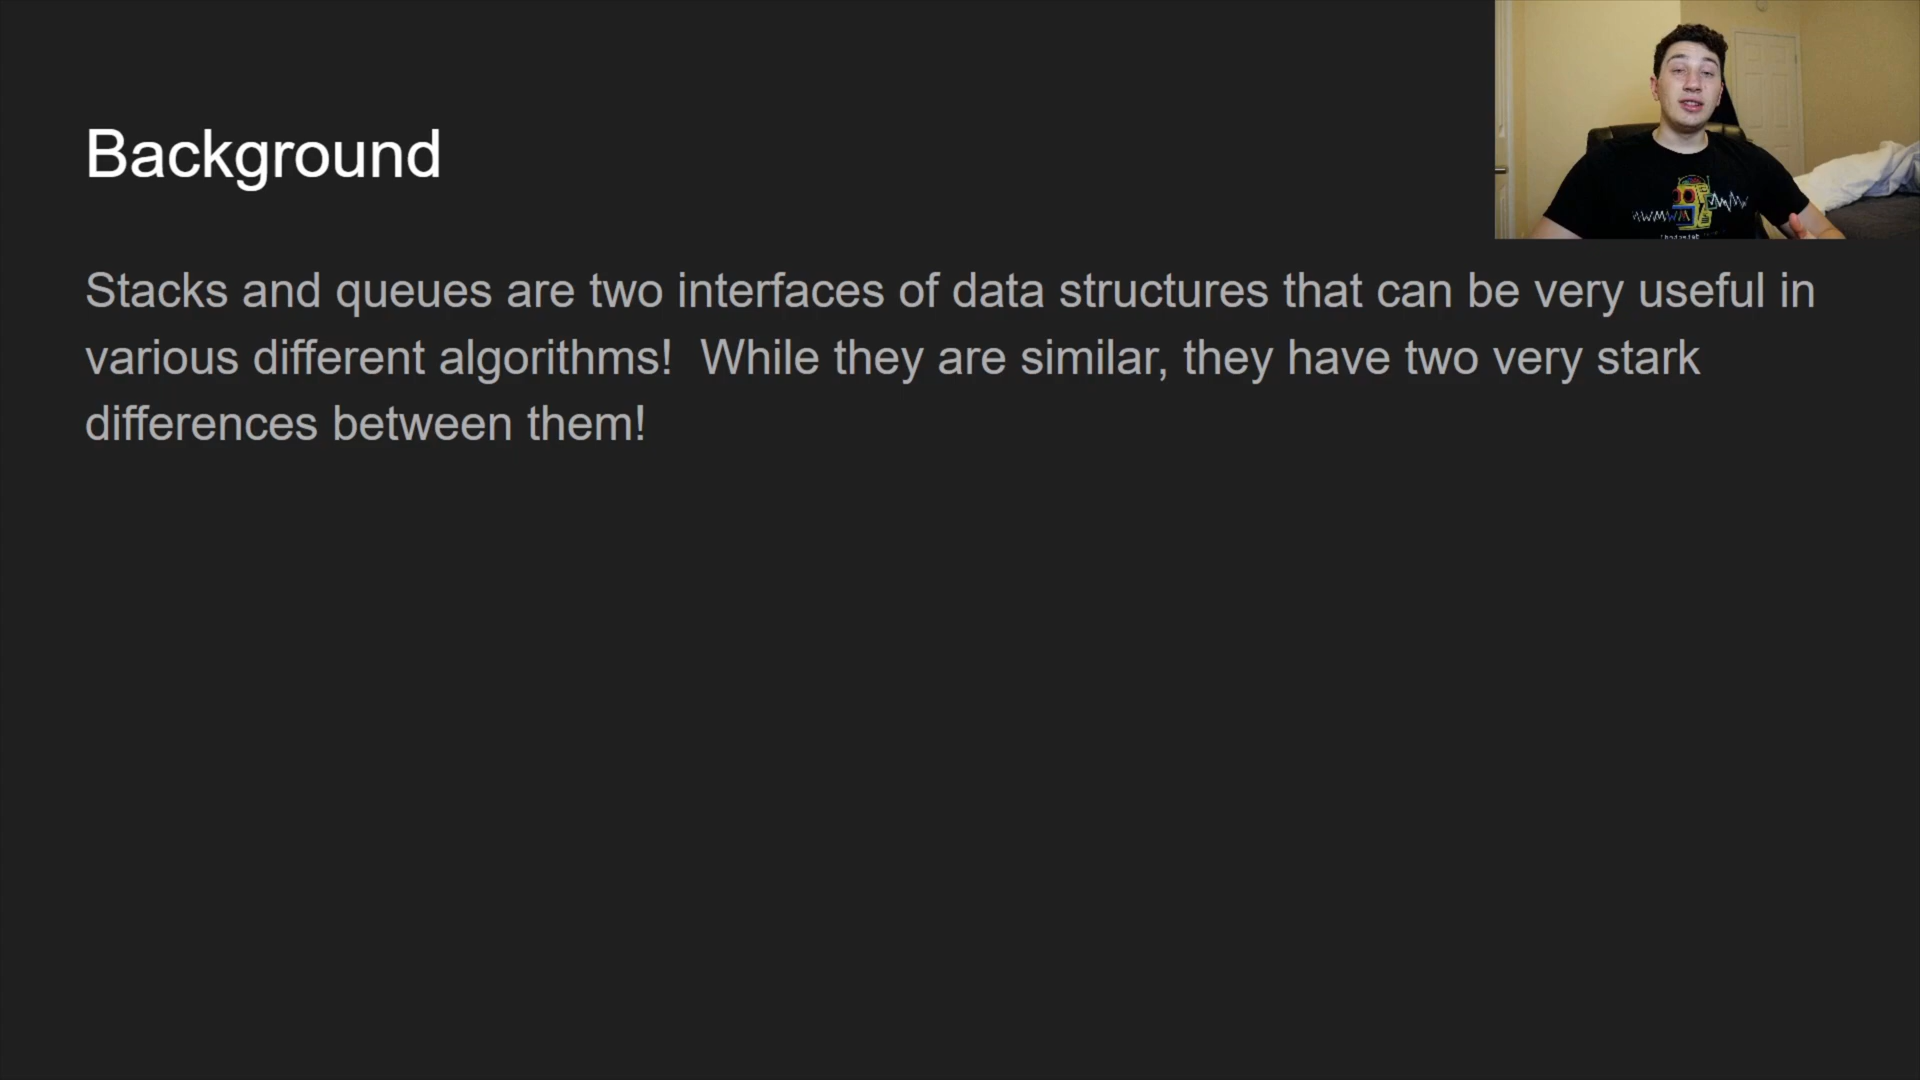 Background
Stacks and queues are two interfaces of data structures that can be very useful in
various different algorithms!  While they are similar, they have two very stark
differences between them!